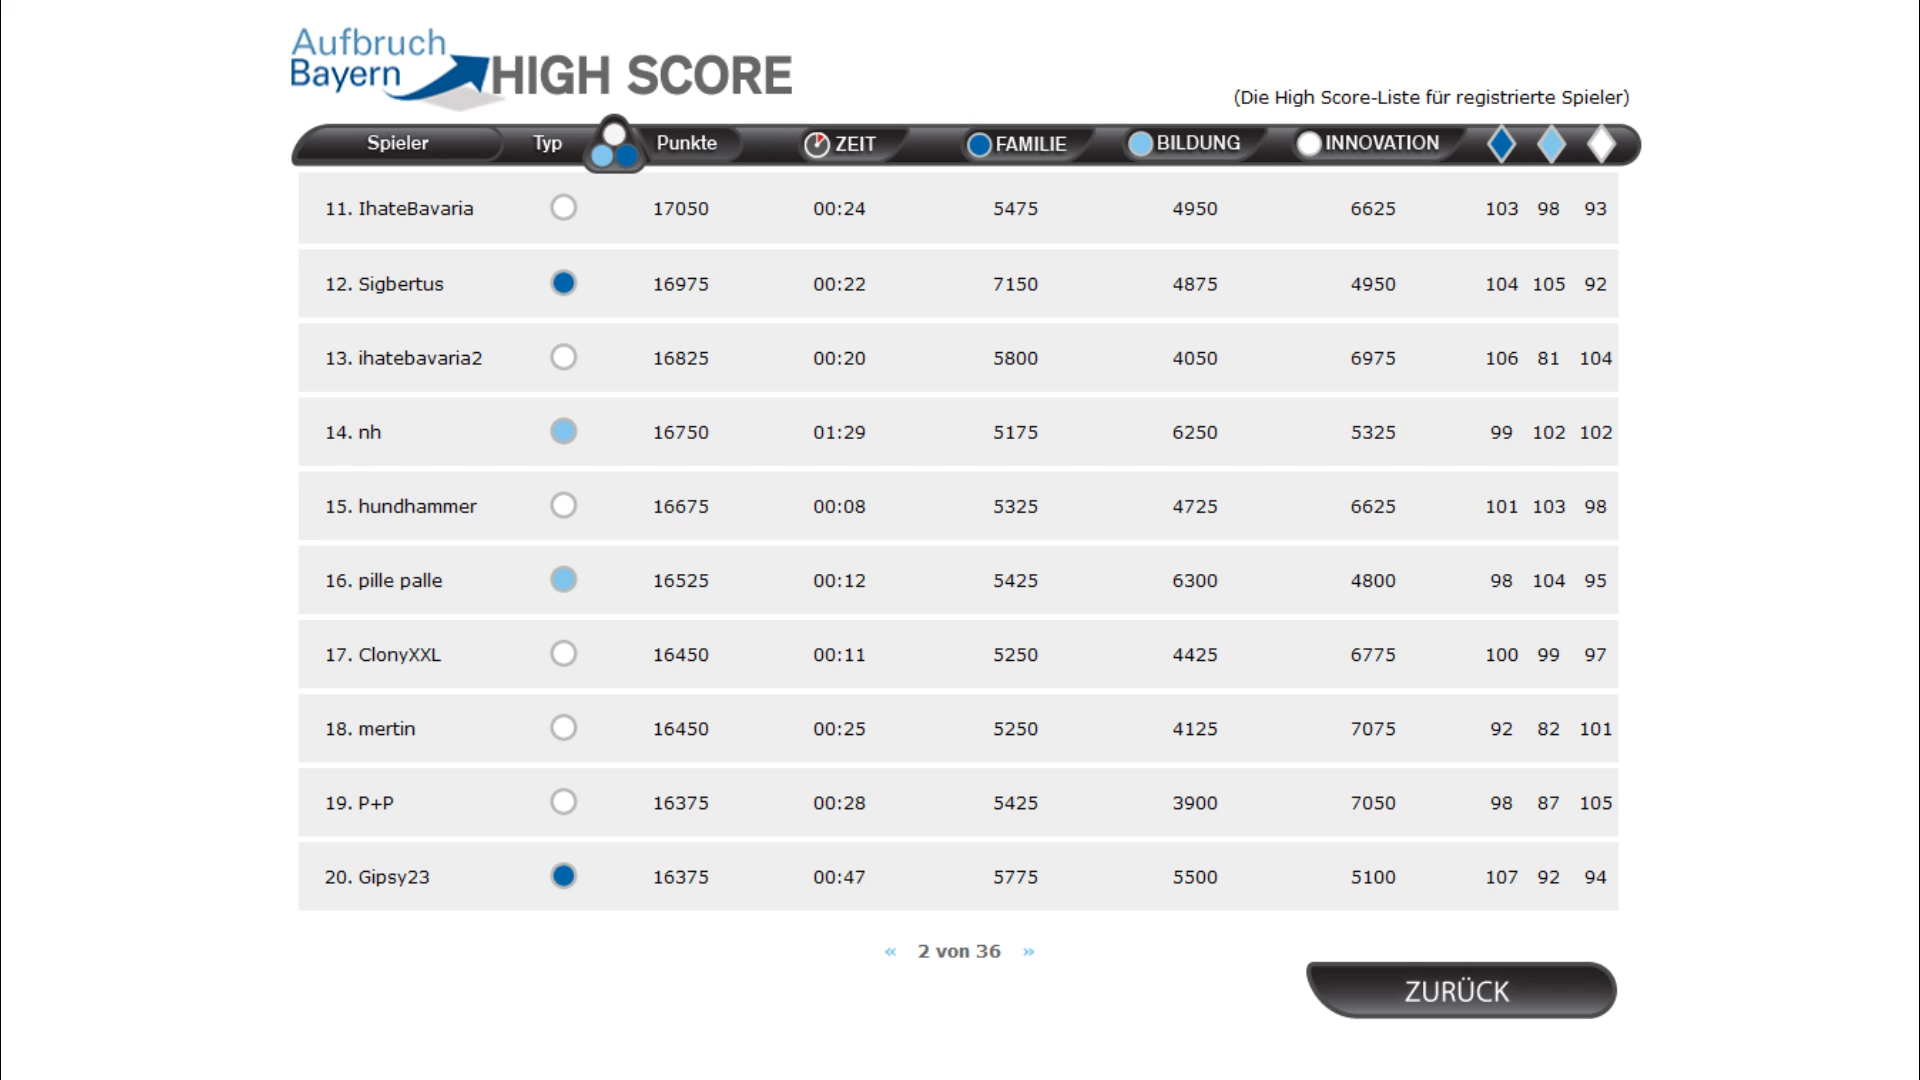 Aufbruch
Bayern
HIGH SCORE
(Die High Score-Liste für registrierte Spieler)
Spieler Typ Punkte ZEIT FAMILIE BILDUNG INNOVATION
11. IhateBavaria 17050 00:24 5475 4950 6625 103 98 93
12. Sigbertus 16975 00:22 7150 4875 4950 104 105 92
13. ihatebavaria2 16825 00:20 5800 4050 6975 106 81 104
14. nh 16750 01:29 5175 6250 5325 99 102 102
15. hundhammer 16675 00:08 5325 4725 6625 101 103 98
16. pille palle 16525 00:12 5425 6300 4800 98 104 95
17. ClonyXXL 16450 00:11 5250 4425 6775 100 99 97
18. mertin 16450 00:25 5250 4125 7075 92 82 101
19. P+P 16375 00:28 5425 3900 7050 98 87 105
20. Gipsy23 16375 00:47 5775 5500 5100 107 92 94
« 2 von 36 »
ZURÜCK